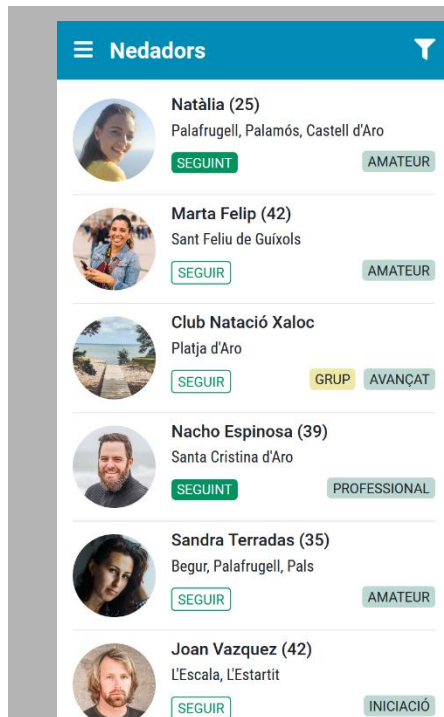 Nedadors
Natàlia (25)
Palafrugell, Palamós, Castell d'Aro
SEGUINT AMATEUR
Marta Felip (42)
Sant Feliu de Guíxols
SEGUIR AMATEUR
Club Natació Xaloc
Platja d'Aro
SEGUIR GRUP AVANÇAT
Nacho Espinosa (39)
Santa Cristina d'Aro
SEGUINT PROFESSIONAL
Sandra Terradas (35)
Begur, Palafrugell, Pals
SEGUIR AMATEUR
Joan Vazquez (42)
L'Escala, L'Estartit
SEGUIR INICIACIÓ